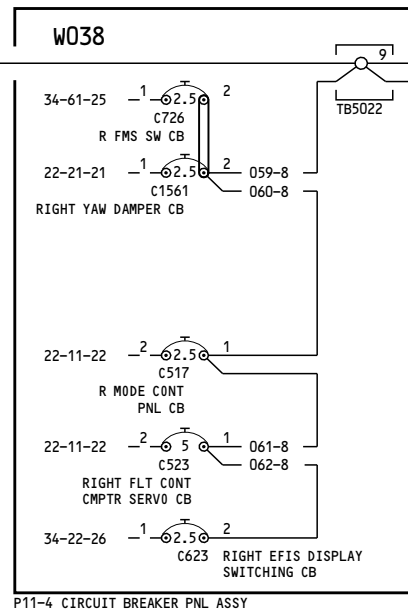 W038
9
TB5022
34-61-25 1 2.5 2
C726
R FMS SW CB
22-21-21 1 2.5 2 059-8
C1561 060-8
RIGHT YAW DAMPER CB
22-11-22 2 2.5 1
C517
R MODE CONT
PNL CB
22-11-22 2 5 1 061-8
C523 062-8
RIGHT FLT CONT
CMPTR SERVO CB
34-22-26 1 2.5 2
C623 RIGHT EFIS DISPLAY
SWITCHING CB
P11-4 CIRCUIT BREAKER PNL ASSY